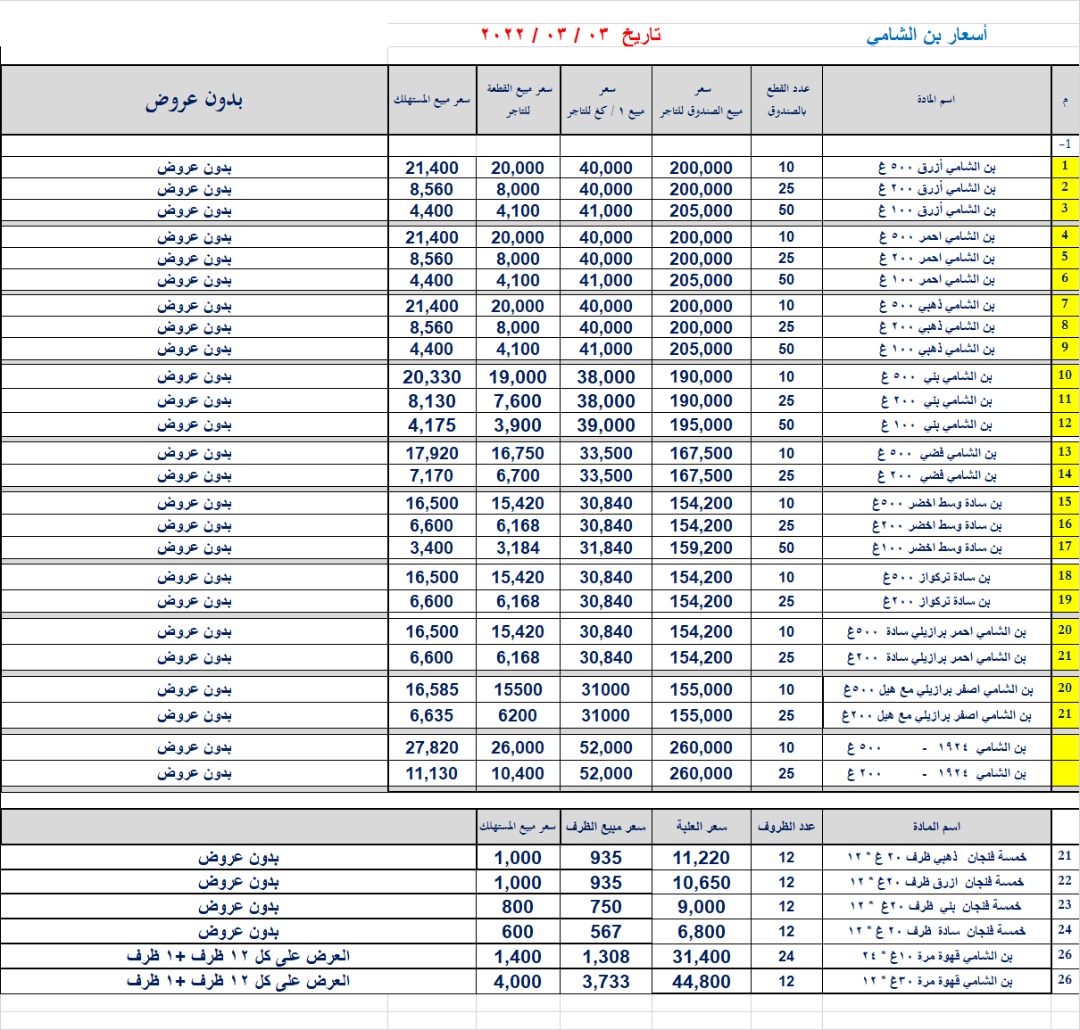 أسعار بن الشامي تاريخ ٠٣ / ٠٣ / ٢٠٢٢
م اسم المادة عدد القطع بالصندوق سعر مبيع الصندوق للتاجر سعر مبيع ١ / كغ للتاجر سعر مبيع القطعة للتاجر سعر مبيع المستهلك بدون عروض
1–
1 بن الشامي أزرق ٥٠٠ غ 10 200,000 40,000 20,000 21,400 بدون عروض
2 بن الشامي أزرق ٢٠٠ غ 25 200,000 40,000 8,000 8,560 بدون عروض
3 بن الشامي أزرق ١٠٠ غ 50 205,000 41,000 4,100 4,400 بدون عروض
4 بن الشامي احمر ٥٠٠ غ 10 200,000 40,000 20,000 21,400 بدون عروض
5 بن الشامي احمر ٢٠٠ غ 25 200,000 40,000 8,000 8,560 بدون عروض
6 بن الشامي احمر ١٠٠ غ 50 205,000 41,000 4,100 4,400 بدون عروض
7 بن الشامي ذهبي ٥٠٠ غ 10 200,000 40,000 20,000 21,400 بدون عروض
8 بن الشامي ذهبي ٢٠٠ غ 25 200,000 40,000 8,000 8,560 بدون عروض
9 بن الشامي ذهبي ١٠٠ غ 50 205,000 41,000 4,100 4,400 بدون عروض
10 بن الشامي بني ٥٠٠ غ 10 190,000 38,000 19,000 20,330 بدون عروض
11 بن الشامي بني ٢٠٠ غ 25 190,000 38,000 7,600 8,130 بدون عروض
12 بن الشامي بني ١٠٠ غ 50 195,000 39,000 3,900 4,175 بدون عروض
13 بن الشامي فضي ٥٠٠ غ 10 167,500 33,500 16,750 17,920 بدون عروض
14 بن الشامي فضي ٢٠٠ غ 25 167,500 33,500 6,700 7,170 بدون عروض
15 بن سادة وسط اخضر ٥٠٠غ 10 154,200 30,840 15,420 16,500 بدون عروض
16 بن سادة وسط اخضر ٢٠٠غ 25 154,200 30,840 6,168 6,600 بدون عروض
17 بن سادة وسط اخضر ١٠٠غ 50 159,200 31,840 3,184 3,400 بدون عروض
18 بن سادة تركواز ٥٠٠غ 10 154,200 30,840 15,420 16,500 بدون عروض
19 بن سادة تركواز ٢٠٠غ 25 154,200 30,840 6,168 6,600 بدون عروض
20 بن الشامي احمر برازيلي سادة ٥٠٠غ 10 154,200 30,840 15,420 16,500 بدون عروض
21 بن الشامي احمر برازيلي سادة ٢٠٠غ 25 154,200 30,840 6,168 6,600 بدون عروض
20 بن الشامي اصفر برازيلي مع هيل ٥٠٠غ 10 155,000 31000 15500 16,585 بدون عروض
21 بن الشامي اصفر برازيلي مع هيل ٢٠٠غ 25 155,000 31000 6200 6,635 بدون عروض
بن الشامي ١٩٢٤ - ٥٠٠ غ 10 260,000 52,000 26,000 27,820 بدون عروض
بن الشامي ١٩٢٤ - ٢٠٠ غ 25 260,000 52,000 10,400 11,130 بدون عروض
اسم المادة عدد الظروف سعر العلبة سعر مبيع الظرف سعر مبيع المستهلك
21 خمسة فنجان ذهبي ظرف ٢٠ غ * ١٢ 12 11,220 935 1,000 بدون عروض
22 خمسة فنجان ازرق ظرف ٢٠غ * ١٢ 12 10,650 935 1,000 بدون عروض
23 خمسة فنجان بني ظرف ٢٠غ * ١٢ 12 9,000 750 800 بدون عروض
24 خمسة فنجان سادة ظرف ٢٠ غ * ١٢ 12 6,800 567 600 بدون عروض
26 بن الشامي قهوة مرة ١٠غ * ٢٤ 24 31,400 1,308 1,400 العرض على كل ١٢ ظرف +١ ظرف
26 بن الشامي قهوة مرة ٣٠غ * ١٢ 12 44,800 3,733 4,000 العرض على كل ١٢ ظرف +١ ظرف